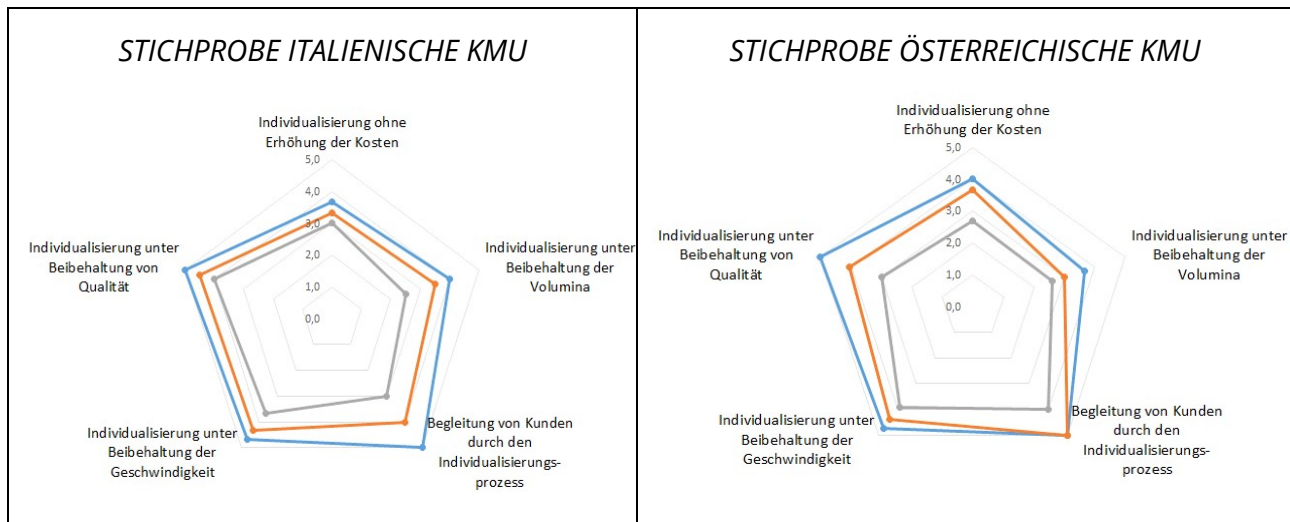 STICHPROBE ITALIENISCHE KMU
Individualisierung ohne
Erhöhung der Kosten
5,0
4,0
3,0
2,0
1,0
0,0
Individualisierung unter
Beibehaltung der
Volumina
Begleitung von Kunden
durch den
Individualisierungs-
prozess
Individualisierung unter
Beibehaltung der
Geschwindigkeit
Individualisierung unter
Beibehaltung von
Qualität
STICHPROBE ÖSTERREICHISCHE KMU
Individualisierung ohne
Erhöhung der Kosten
5,0
4,0
3,0
2,0
1,0
0,0
Individualisierung unter
Beibehaltung der
Volumina
Begleitung von Kunden
durch den
Individualisierungs-
prozess
Individualisierung unter
Beibehaltung der
Geschwindigkeit
Individualisierung unter
Beibehaltung von
Qualität